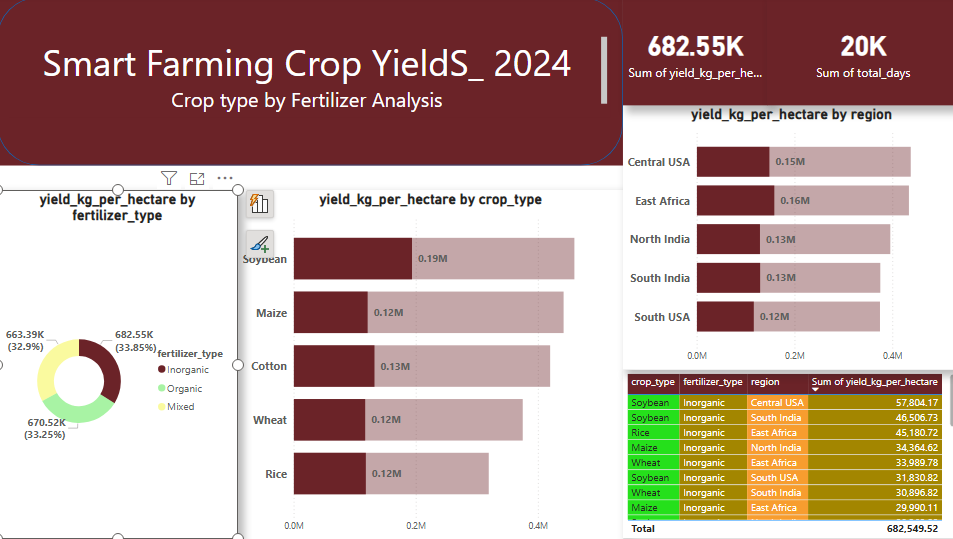 Smart Farming Crop YieldS_ 2024
Crop type by Fertilizer Analysis
682.55K
Sum of yield_kg_per_he...
20K
Sum of total_days
yield_kg_per_hectare by
fertilizer_type
663.39K
(32.9%)
682.55K
(33.85%)
670.52K
(33.25%)
fertilizer_type
Inorganic
Organic
Mixed
yield_kg_per_hectare by crop_type
Soybean
0.19M
Maize
0.12M
Cotton
0.13M
Wheat
0.12M
Rice
0.12M
0.0M 0.2M 0.4M
yield_kg_per_hectare by region
Central USA
0.15M
East Africa
0.16M
North India
0.13M
South India
0.13M
South USA
0.12M
0.0M 0.2M 0.4M
crop_type fertilizer_type region Sum of yield_kg_per_hectare
Soybean Inorganic Central USA 57,804.17
Soybean Inorganic South India 46,506.73
Rice Inorganic East Africa 45,180.72
Maize Inorganic North India 34,364.62
Wheat Inorganic East Africa 33,989.78
Soybean Inorganic South USA 31,830.82
Wheat Inorganic South India 30,896.82
Maize Inorganic East Africa 29,990.11
Total 682,549.52